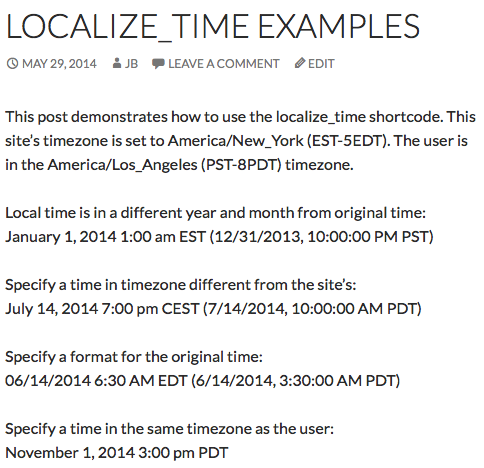 LOCALIZE_TIME EXAMPLES
MAY 29, 2014 JB LEAVE A COMMENT EDIT
This post demonstrates how to use the localize_time shortcode. This
site's timezone is set to America/New_York (EST-5EDT). The user is
in the America/Los_Angeles (PST-8PDT) timezone.
Local time is in a different year and month from original time:
January 1, 2014 1:00 am EST (12/31/2013, 10:00:00 PM PST)
Specify a time in timezone different from the site's:
July 14, 2014 7:00 pm CEST (7/14/2014, 10:00:00 AM PDT)
Specify a format for the original time:
06/14/2014 6:30 AM EDT (6/14/2014, 3:30:00 AM PDT)
Specify a time in the same timezone as the user:
November 1, 2014 3:00 pm PDT